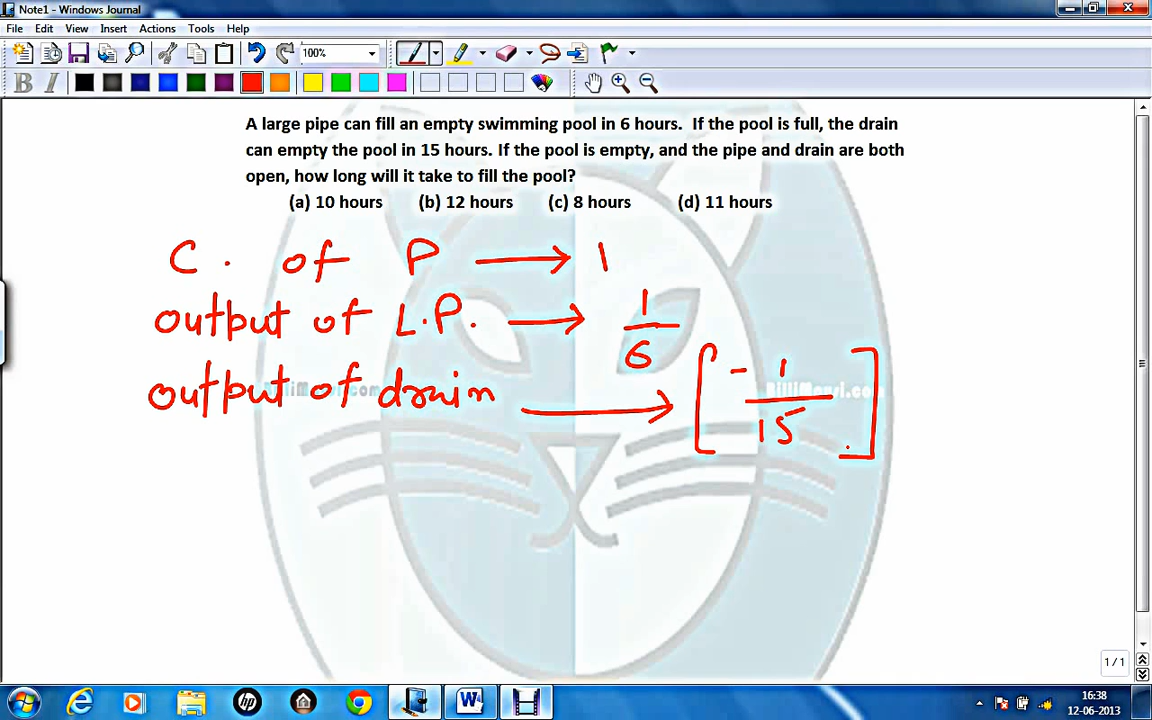 Note1 - Windows Journal
File Edit View Insert Actions Tools Help
100%
B I
A large pipe can fill an empty swimming pool in 6 hours. If the pool is full, the drain
can empty the pool in 15 hours. If the pool is empty, and the pipe and drain are both
open, how long will it take to fill the pool?
(a) 10 hours (b) 12 hours (c) 8 hours (d) 11 hours
C. of P → 1
output of L.P. → 1/6
output of drain → [-1/15]
BilliMausi.com
BilliMausi.com
1/1
16:38
12-06-2013